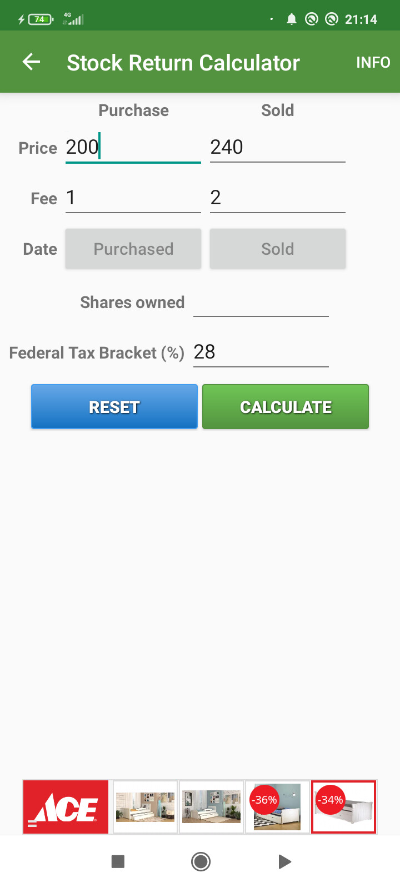 74 4G 21:14
Stock Return Calculator INFO
Purchase Sold
Price 200 240
Fee 1 2
Date Purchased Sold
Shares owned
Federal Tax Bracket (%) 28
RESET CALCULATE
ACE -36% -34%